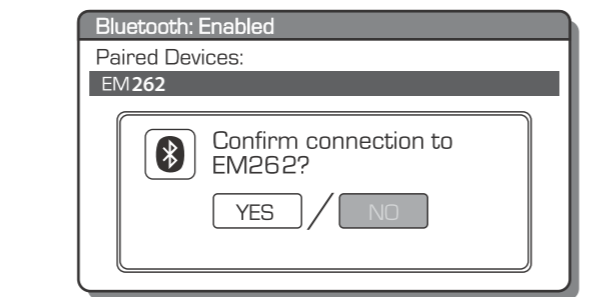 Bluetooth: Enabled
Paired Devices:
EM262
Confirm connection to
EM262?
YES / NO